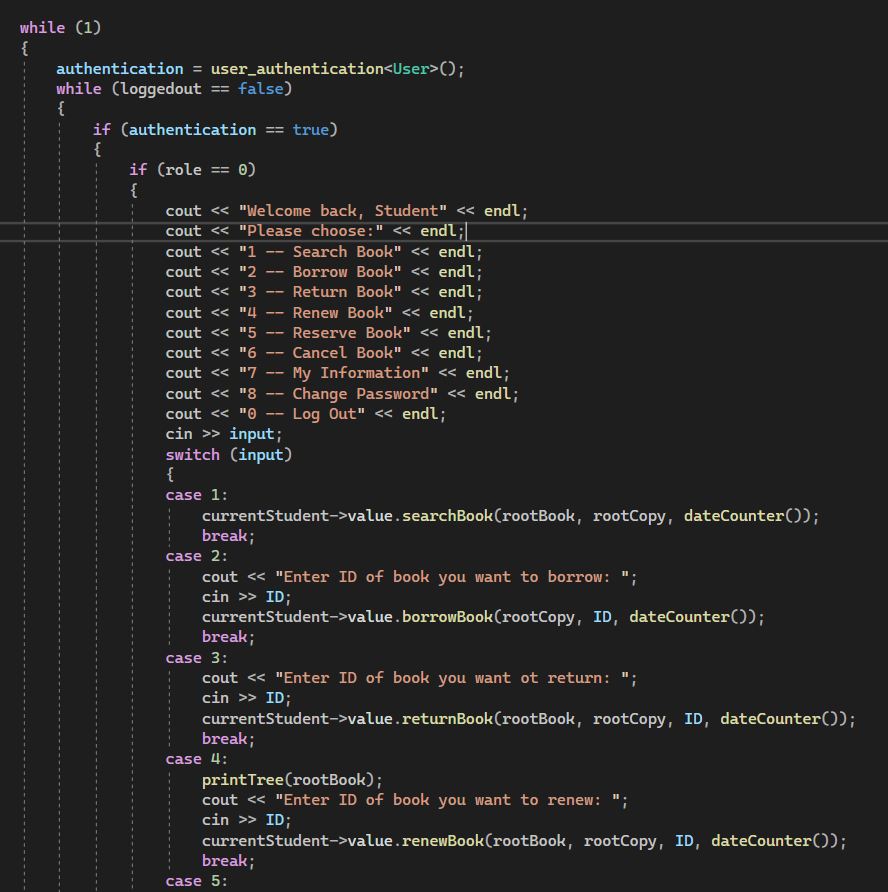 while (1)
{
authentication = user_authentication<User>();
while (loggedout == false)
{
if (authentication == true)
{
if (role == 0)
{
cout << "Welcome back, Student" << endl;
cout << "Please choose:" << endl;
cout << "1 -- Search Book" << endl;
cout << "2 -- Borrow Book" << endl;
cout << "3 -- Return Book" << endl;
cout << "4 -- Renew Book" << endl;
cout << "5 -- Reserve Book" << endl;
cout << "6 -- Cancel Book" << endl;
cout << "7 -- My Information" << endl;
cout << "8 -- Change Password" << endl;
cout << "0 -- Log Out" << endl;
cin >> input;
switch (input)
{
case 1:
currentStudent->value.searchBook(rootBook, rootCopy, dateCounter());
break;
case 2:
cout << "Enter ID of book you want to borrow: ";
cin >> ID;
currentStudent->value.borrowBook(rootCopy, ID, dateCounter());
break;
case 3:
cout << "Enter ID of book you want ot return: ";
cin >> ID;
currentStudent->value.returnBook(rootBook, rootCopy, ID, dateCounter());
break;
case 4:
printTree(rootBook);
cout << "Enter ID of book you want to renew: ";
cin >> ID;
currentStudent->value.renewBook(rootBook, rootCopy, ID, dateCounter());
break;
case 5: